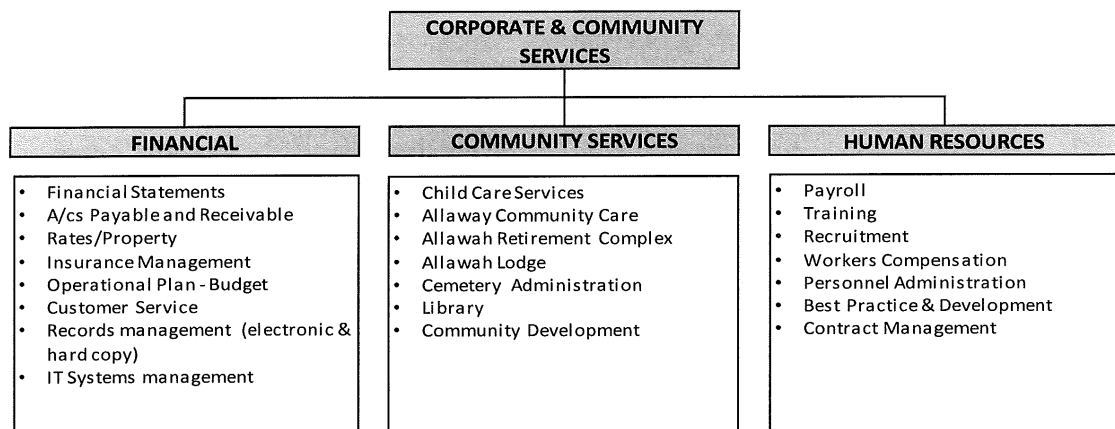 CORPORATE & COMMUNITY
SERVICES
FINANCIAL
• Financial Statements
• A/cs Payable and Receivable
• Rates/Property
• Insurance Management
• Operational Plan - Budget
• Customer Service
• Records management (electronic &
hard copy)
• IT Systems management
COMMUNITY SERVICES
• Child Care Services
• Allaway Community Care
• Allawah Retirement Complex
• Allawah Lodge
• Cemetery Administration
• Library
• Community Development
HUMAN RESOURCES
• Payroll
• Training
• Recruitment
• Workers Compensation
• Personnel Administration
• Best Practice & Development
• Contract Management